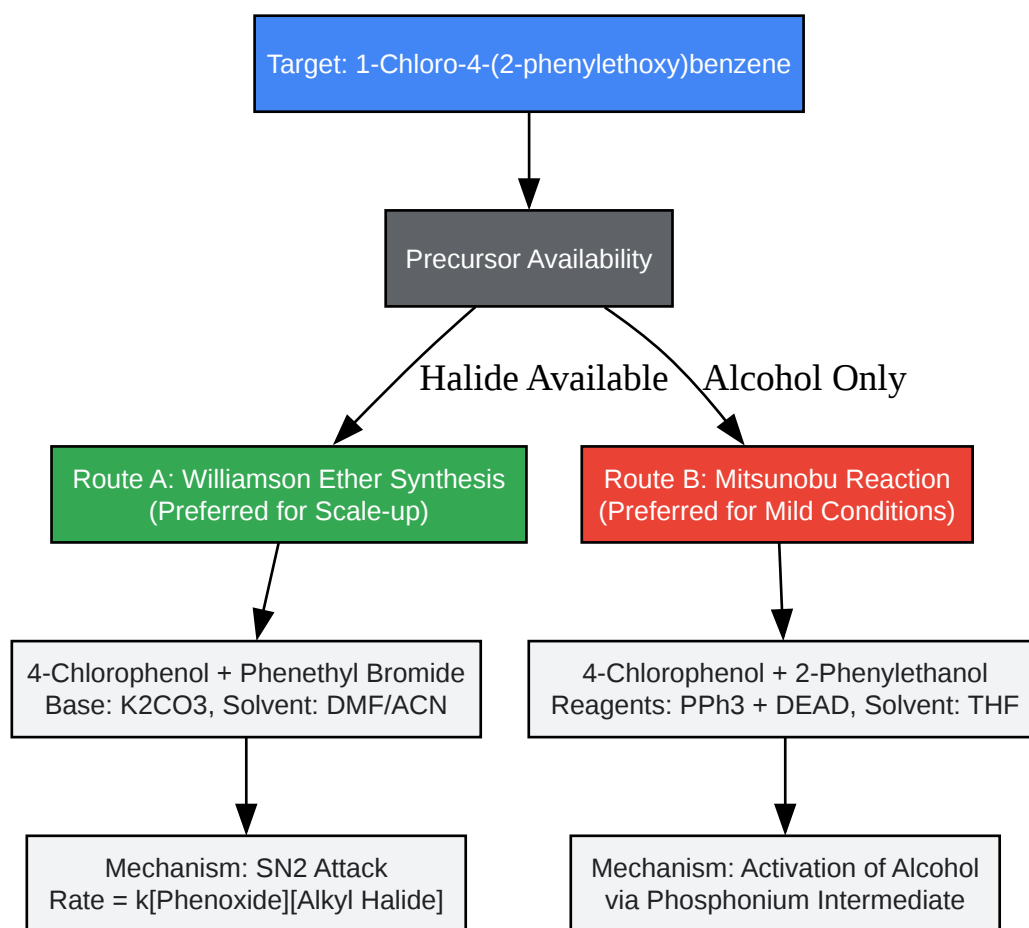 Target: 1-Chloro-4-(2-phenylethoxy)benzene
Precursor Availability
Halide Available
Alcohol Only
Route A: Williamson Ether Synthesis
(Preferred for Scale-up)
Route B: Mitsunobu Reaction
(Preferred for Mild Conditions)
4-Chlorophenol + Phenethyl Bromide
Base: K2CO3, Solvent: DMF/ACN
4-Chlorophenol + 2-Phenylethanol
Reagents: PPh3 + DEAD, Solvent: THF
Mechanism: SN2 Attack
Rate = k[Phenoxide][Alkyl Halide]
Mechanism: Activation of Alcohol
via Phosphonium Intermediate